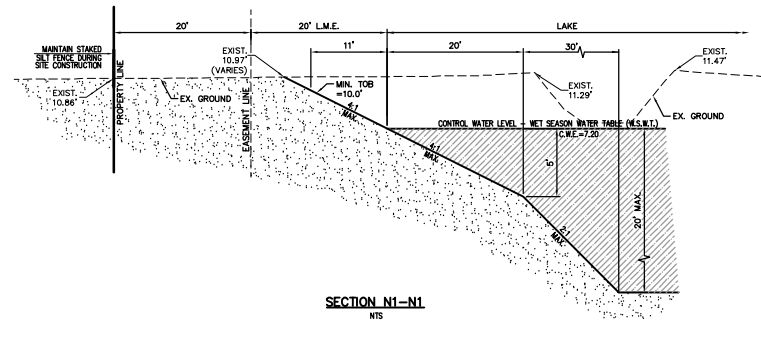 20'
20' L.M.E.
LAKE
MAINTAIN STAKED
SILT FENCE DURING
SITE CONSTRUCTION
EXIST.
10.97'
(VARIES)
11'
20'
30'
EXIST.
11.47'
EXIST.
10.86'
PROPERTY LINE
EX. GROUND
EASEMENT LINE
MIN. TOB
=10.0'
4:1
MAX.
EXIST.
11.29'
EX. GROUND
CONTROL WATER LEVEL - WET SEASON WATER TABLE (W.S.W.T.)
C.W.E.=7.20
4:1
MAX.
5'
2:1
MAX.
20' MAX.
SECTION N1-N1
NTS